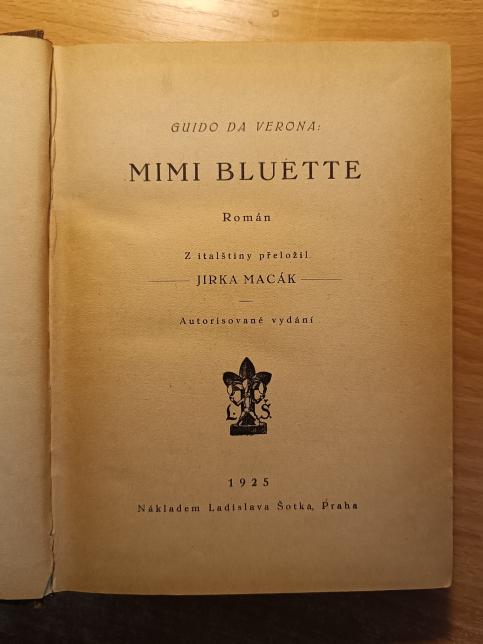 GUIDO DA VERONA:
MIMI BLUETTE
Román
Z italštiny přeložil
JIRKA MACÁK
Autorisované vydání
L. Š.
1925
Nákladem Ladislava Šotka, Praha